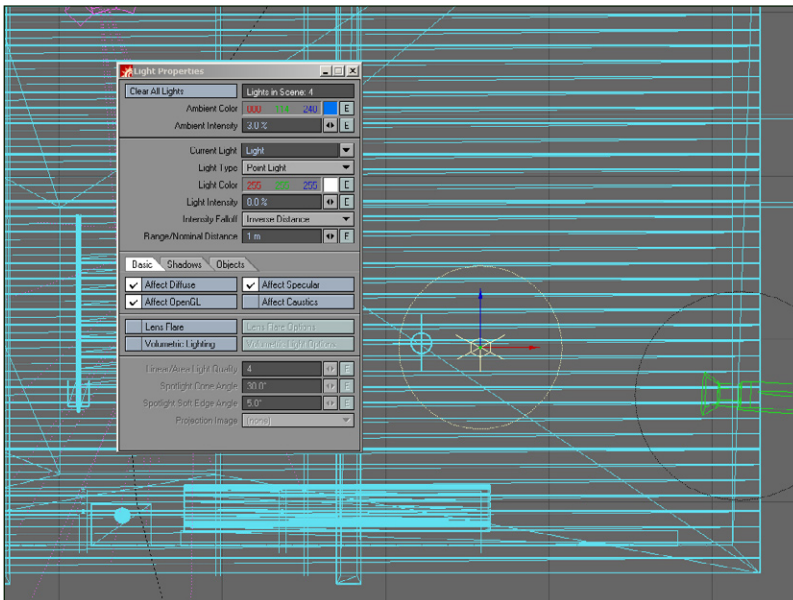 Light Properties
Clear All Lights Lights in Scene: 4
Ambient Color 000 240 E
Ambient Intensity 3.0 % E
Current Light Light
Light Type Point Light
Light Color 255 255 255 E
Light Intensity 0.0 % E
Intensity Falloff Inverse Distance
Range/Nominal Distance 1 m E
Basic Shadows Objects
Affect Diffuse Affect Specular
Affect OpenGL Affect Caustics
Lens Flare Lens Flare Options
Volumetric Lighting Volumetric Light Options
Linear/Area Light Quality 4 E
Spotlight Cone Angle 30.0° E
Spotlight Soft Edge Angle 5.0° E
Projection Image (none)